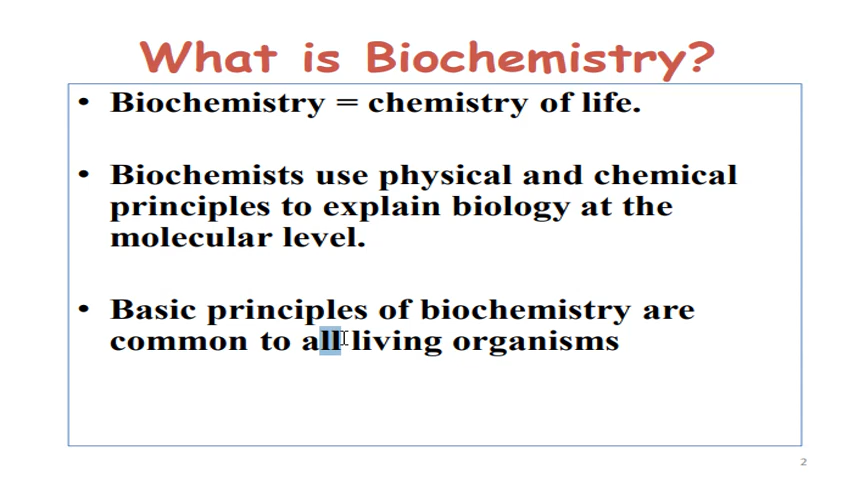 What is Biochemistry?
• Biochemistry = chemistry of life.
• Biochemists use physical and chemical
principles to explain biology at the
molecular level.
• Basic principles of biochemistry are
common to all living organisms
2